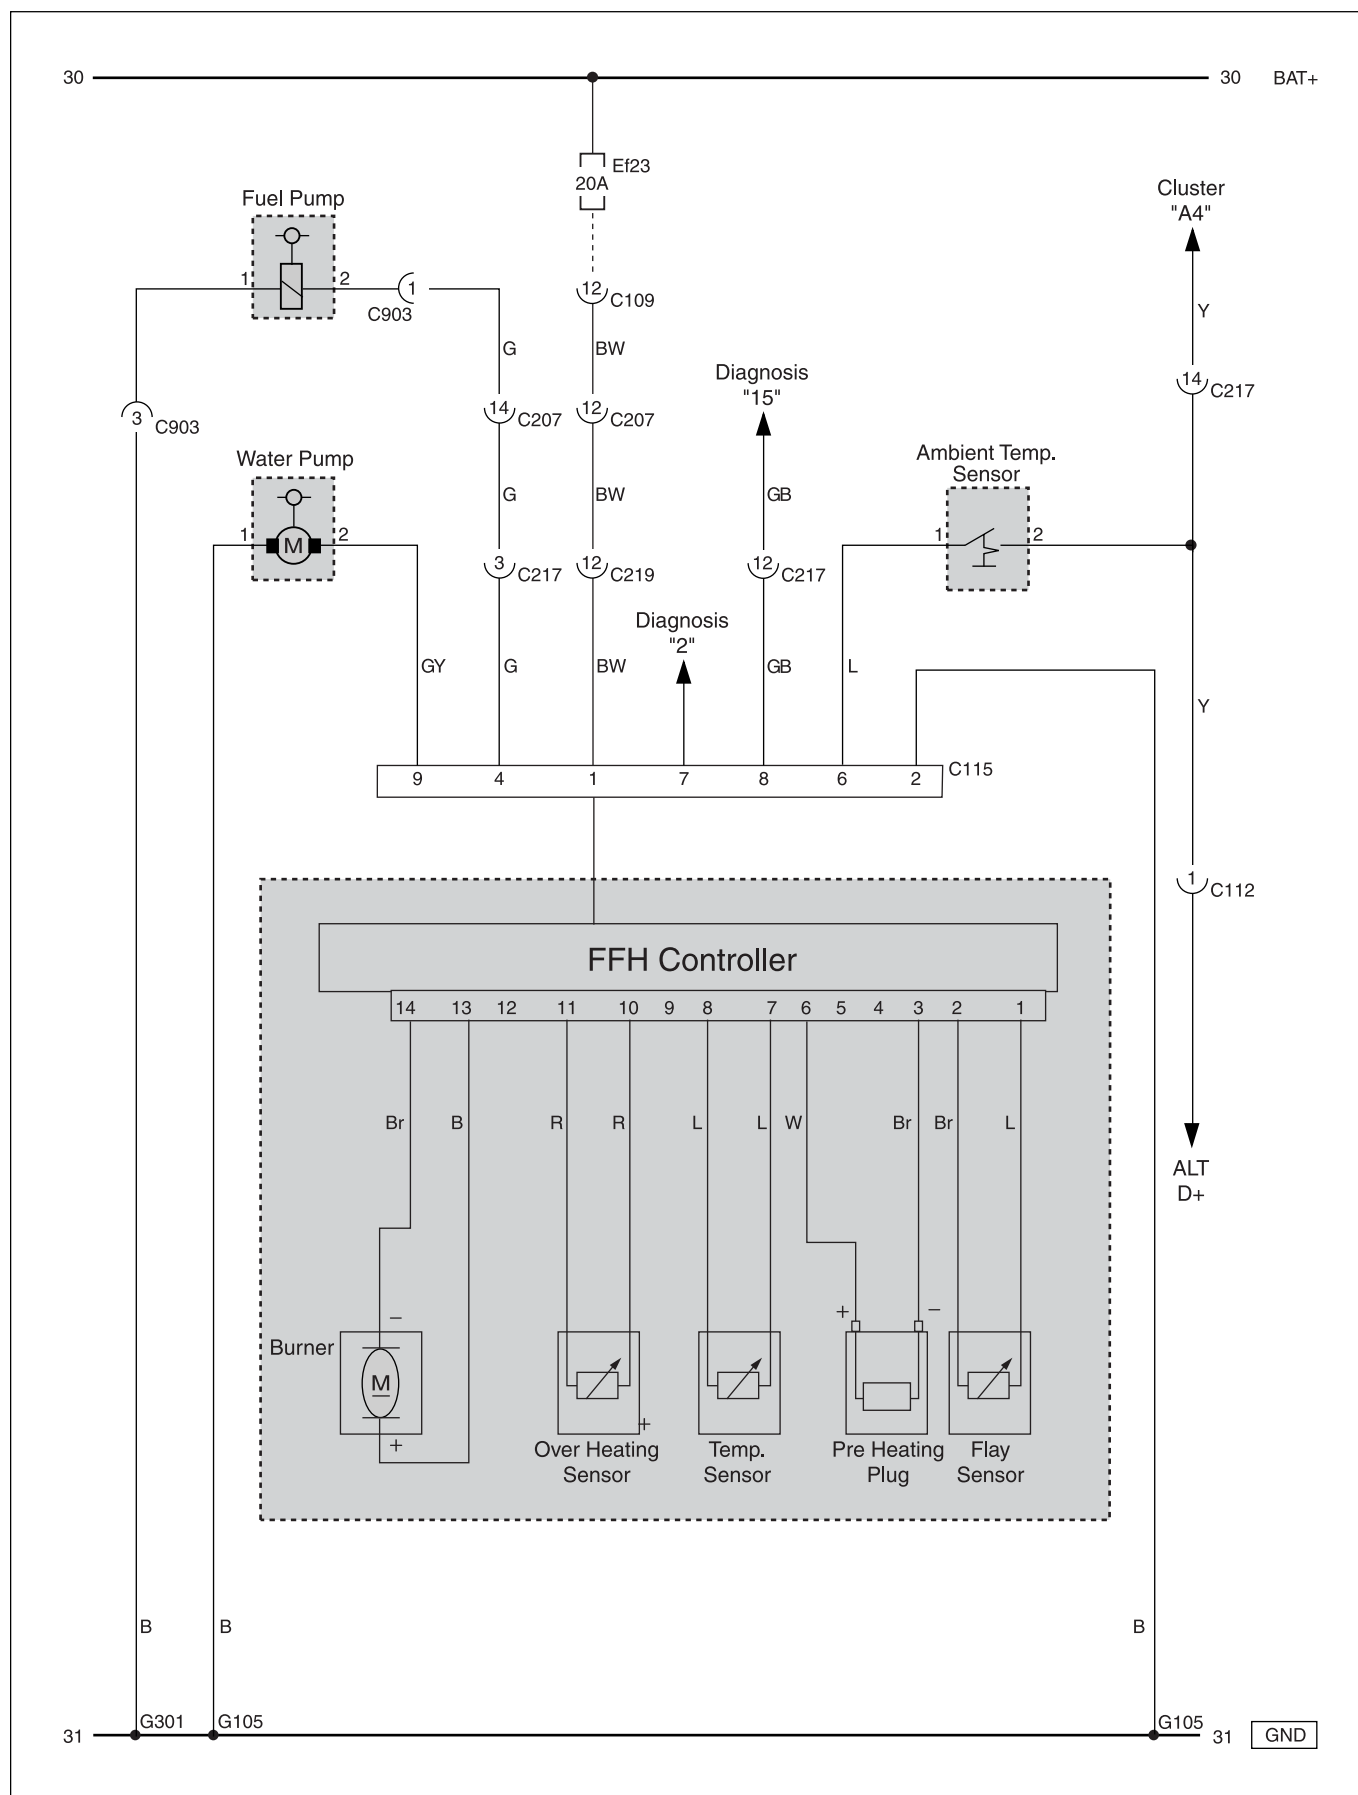 30
30 BAT+
Ef23
20A
Cluster
"A4"
Fuel Pump
1
2
1
C903
12
C109
Y
G
BW
Diagnosis
"15"
14
C217
3
C903
14
C207
12
C207
Water Pump
Ambient Temp.
Sensor
G
BW
GB
1
M
2
1
2
3
C217
12
C219
12
C217
Diagnosis
"2"
GY
G
BW
GB
L
Y
9 4 1 7 8 6 2
C115
1
C112
FFH Controller
14 13 12 11 10 9 8 7 6 5 4 3 2 1
Br B R R L L W Br Br L
ALT
D+
–
+
–
Burner
M
+
+
Over Heating
Sensor
Temp.
Sensor
Pre Heating
Plug
Flay
Sensor
B
B
B
G301
G105
G105
31
31
GND